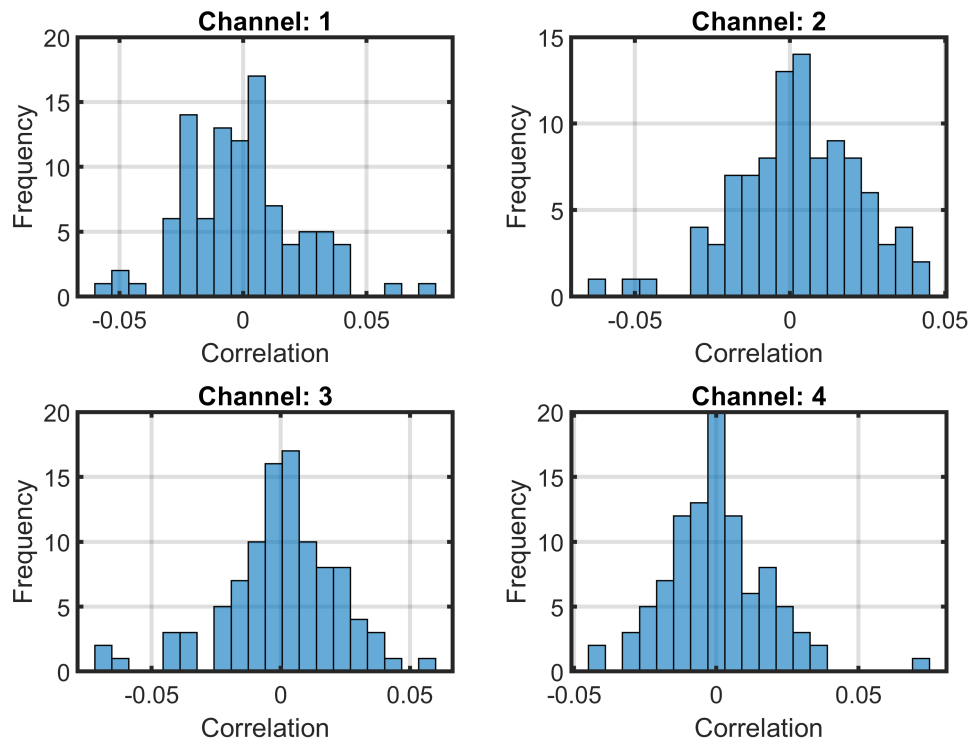 Channel: 1
Frequency
20
15
10
5
0
-0.05 0 0.05
Correlation
Channel: 2
Frequency
15
10
5
0
-0.05 0 0.05
Correlation
Channel: 3
Frequency
20
15
10
5
0
-0.05 0 0.05
Correlation
Channel: 4
Frequency
20
15
10
5
0
-0.05 0 0.05
Correlation